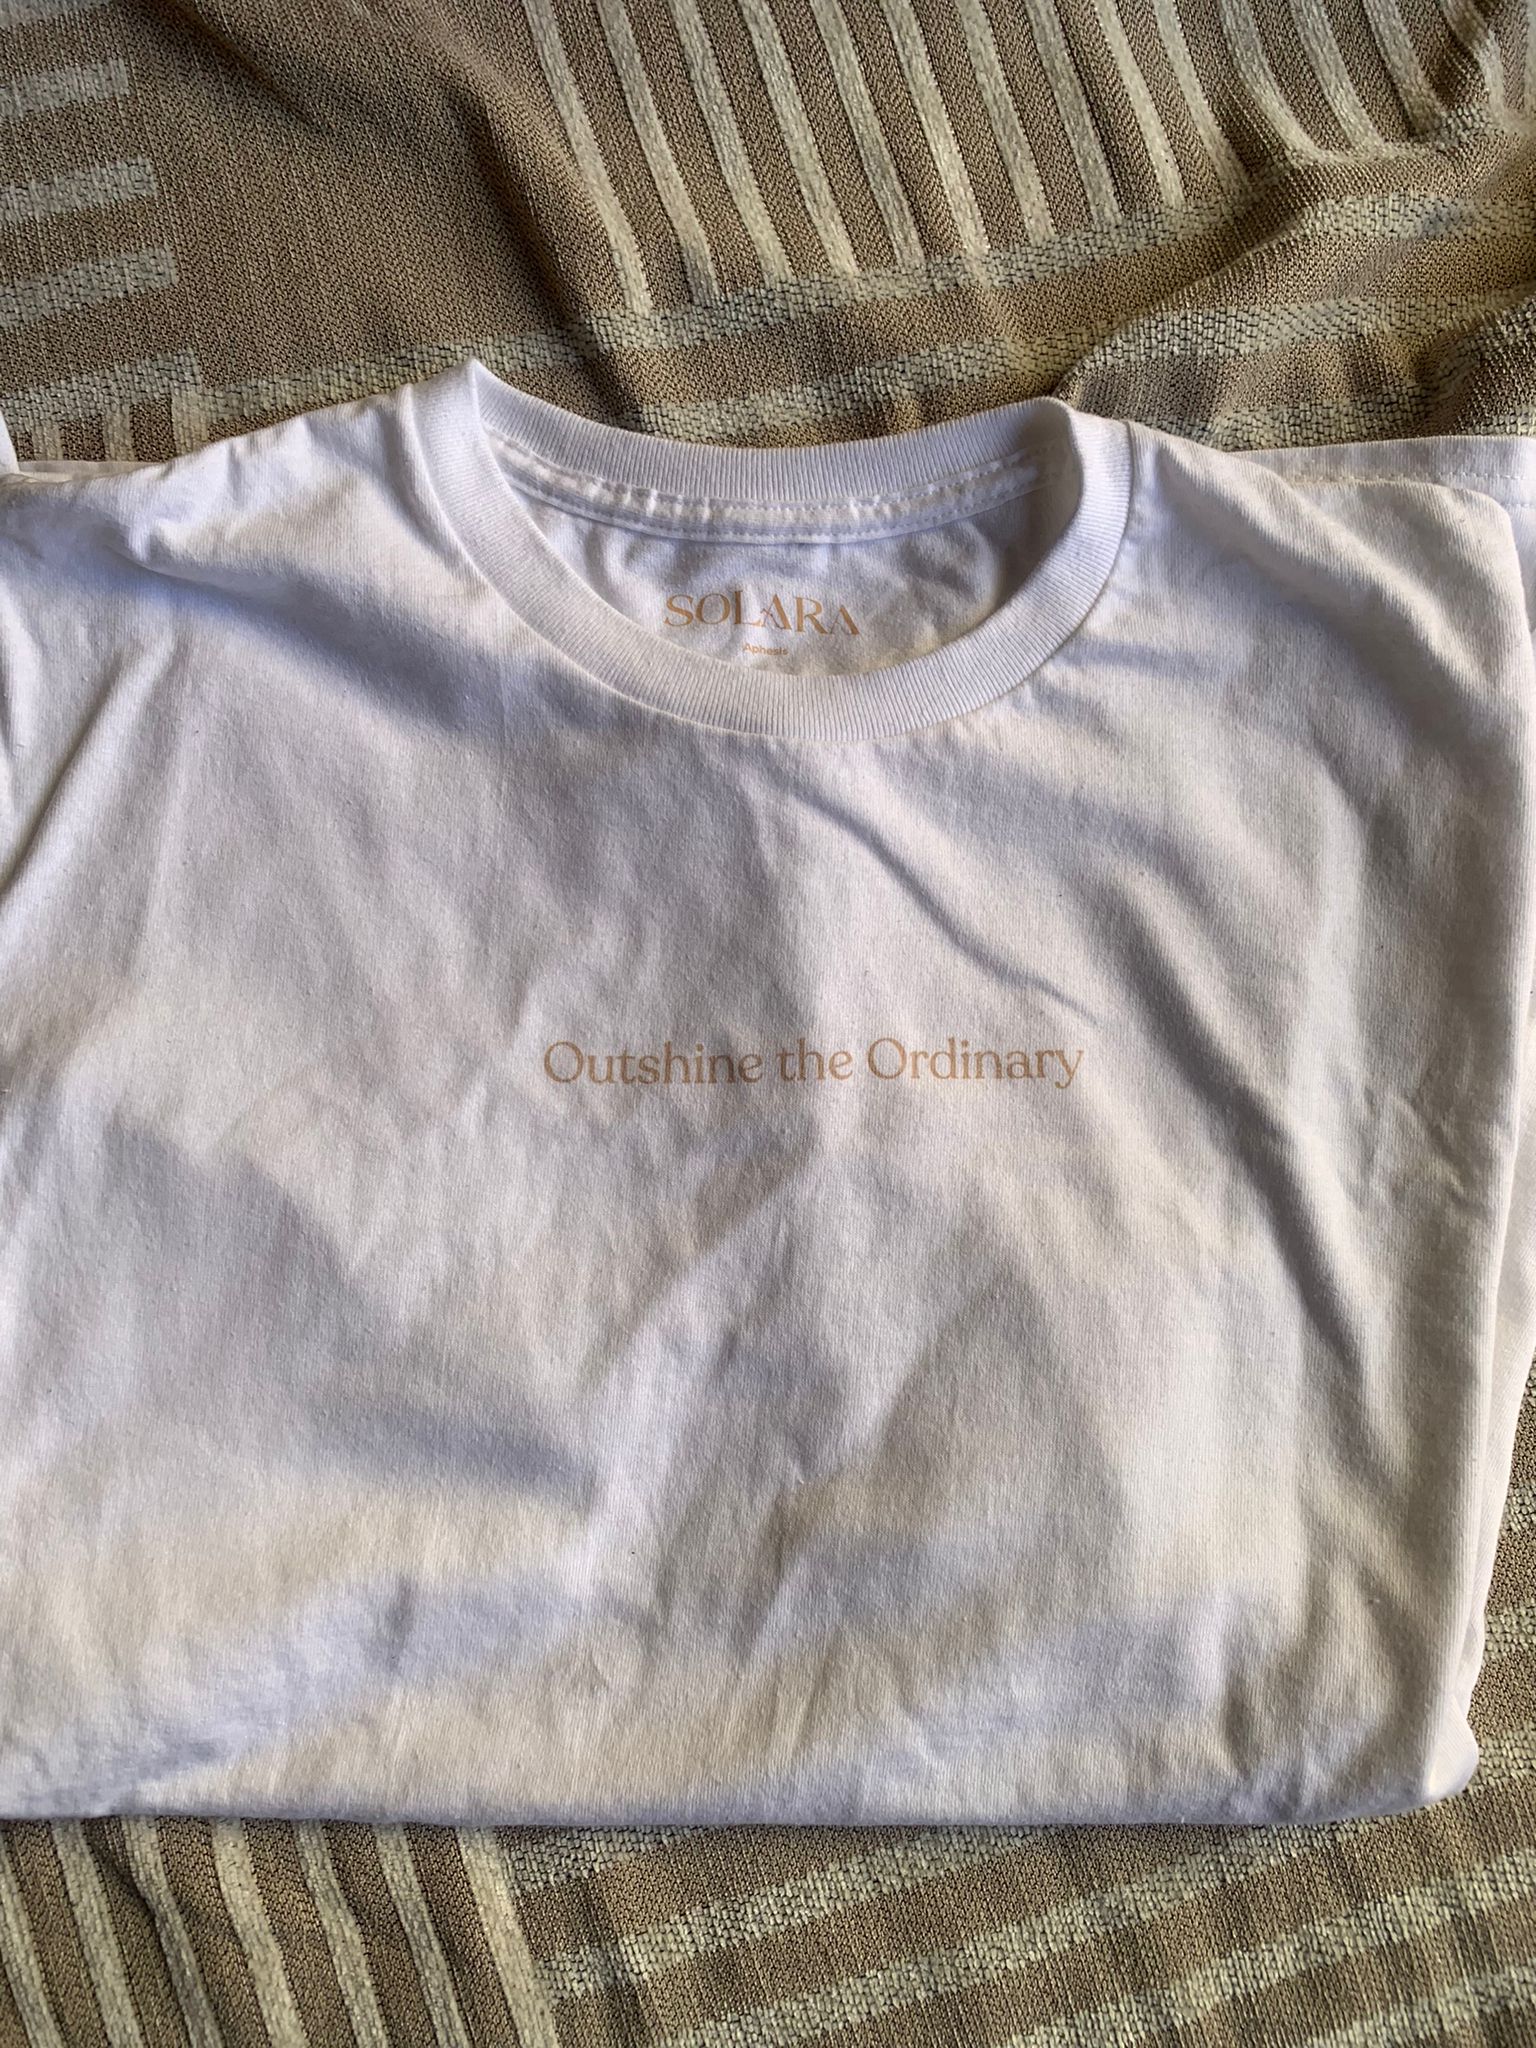 SOLARA
Aphesis
Outshine the Ordinary